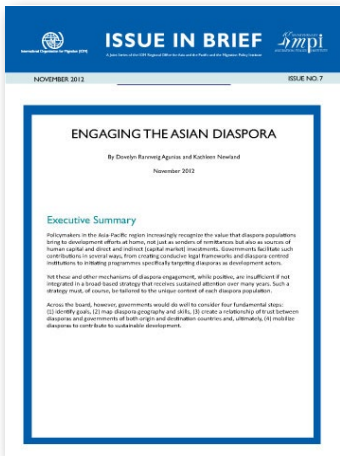 ISSUE IN BRIEF
International Organization for Migration (IOM)
mpi
MIGRATION POLICY INSTITUTE
A Joint Series of the IOM Regional Office for Asia and the Pacific and the Migration Policy Institute
NOVEMBER 2012
ISSUE NO. 7
ENGAGING THE ASIAN DIASPORA
By Dovelyn Rannveig Agunias and Kathleen Newland
November 2012
Executive Summary
Policymakers in the Asia-Pacific region increasingly recognize the value that diaspora populations
bring to development efforts at home, not just as senders of remittances but also as sources of
human capital and direct and indirect (capital market) investments. Governments facilitate such
contributions in several ways, from creating conducive legal frameworks and diaspora-centred
institutions to initiating programmes specifically targeting diasporas as development actors.
Yet these and other mechanisms of diaspora engagement, while positive, are insufficient if not
integrated in a broad-based strategy that receives sustained attention over many years. Such a
strategy must, of course, be tailored to the unique context of each diaspora population.
Across the board, however, governments would do well to consider four fundamental steps:
(1) identify goals, (2) map diaspora geography and skills, (3) create a relationship of trust between
diasporas and governments of both origin and destination countries and, ultimately, (4) mobilize
diasporas to contribute to sustainable development.